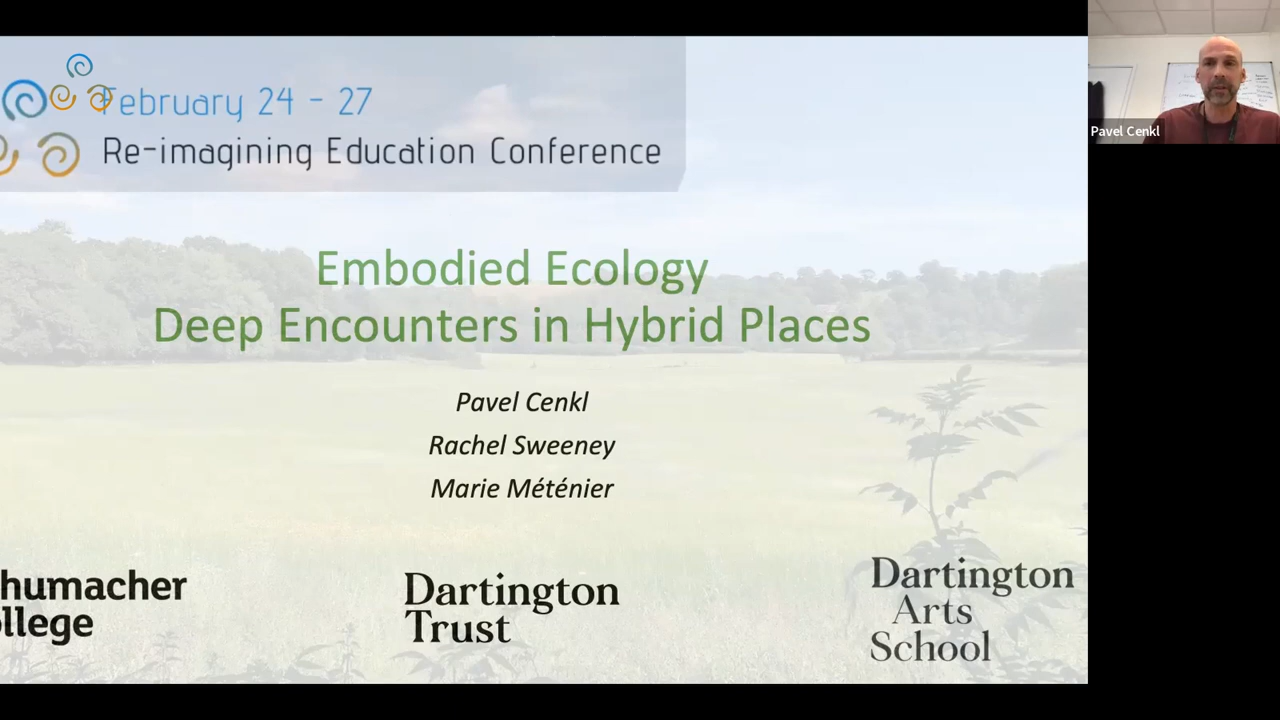 February 24 - 27
Re-imagining Education Conference
Pavel Cenkl
Embodied Ecology
Deep Encounters in Hybrid Places
Pavel Cenkl
Rachel Sweeney
Marie Méténier
humacher
llege
Dartington
Trust
Dartington
Arts
School